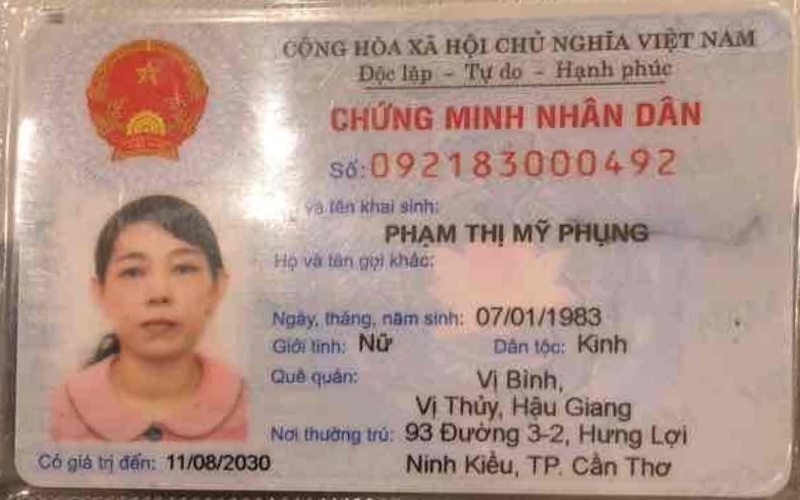 CỘNG HÒA XÃ HỘI CHỦ NGHĨA VIỆT NAM
Độc lập - Tự do - Hạnh phúc
CHỨNG MINH NHÂN DÂN
Số: 092183000492
và tên khai sinh:
PHẠM THỊ MỸ PHỤNG
Họ và tên gọi khác:
Ngày, tháng, năm sinh: 07/01/1983
Giới tính: Nữ Dân tộc: Kinh
Quê quán: Vị Bình,
Vị Thủy, Hậu Giang
Nơi thường trú: 93 Đường 3-2, Hưng Lợi
Ninh Kiều, TP. Cần Thơ
Có giá trị đến: 11/08/2030